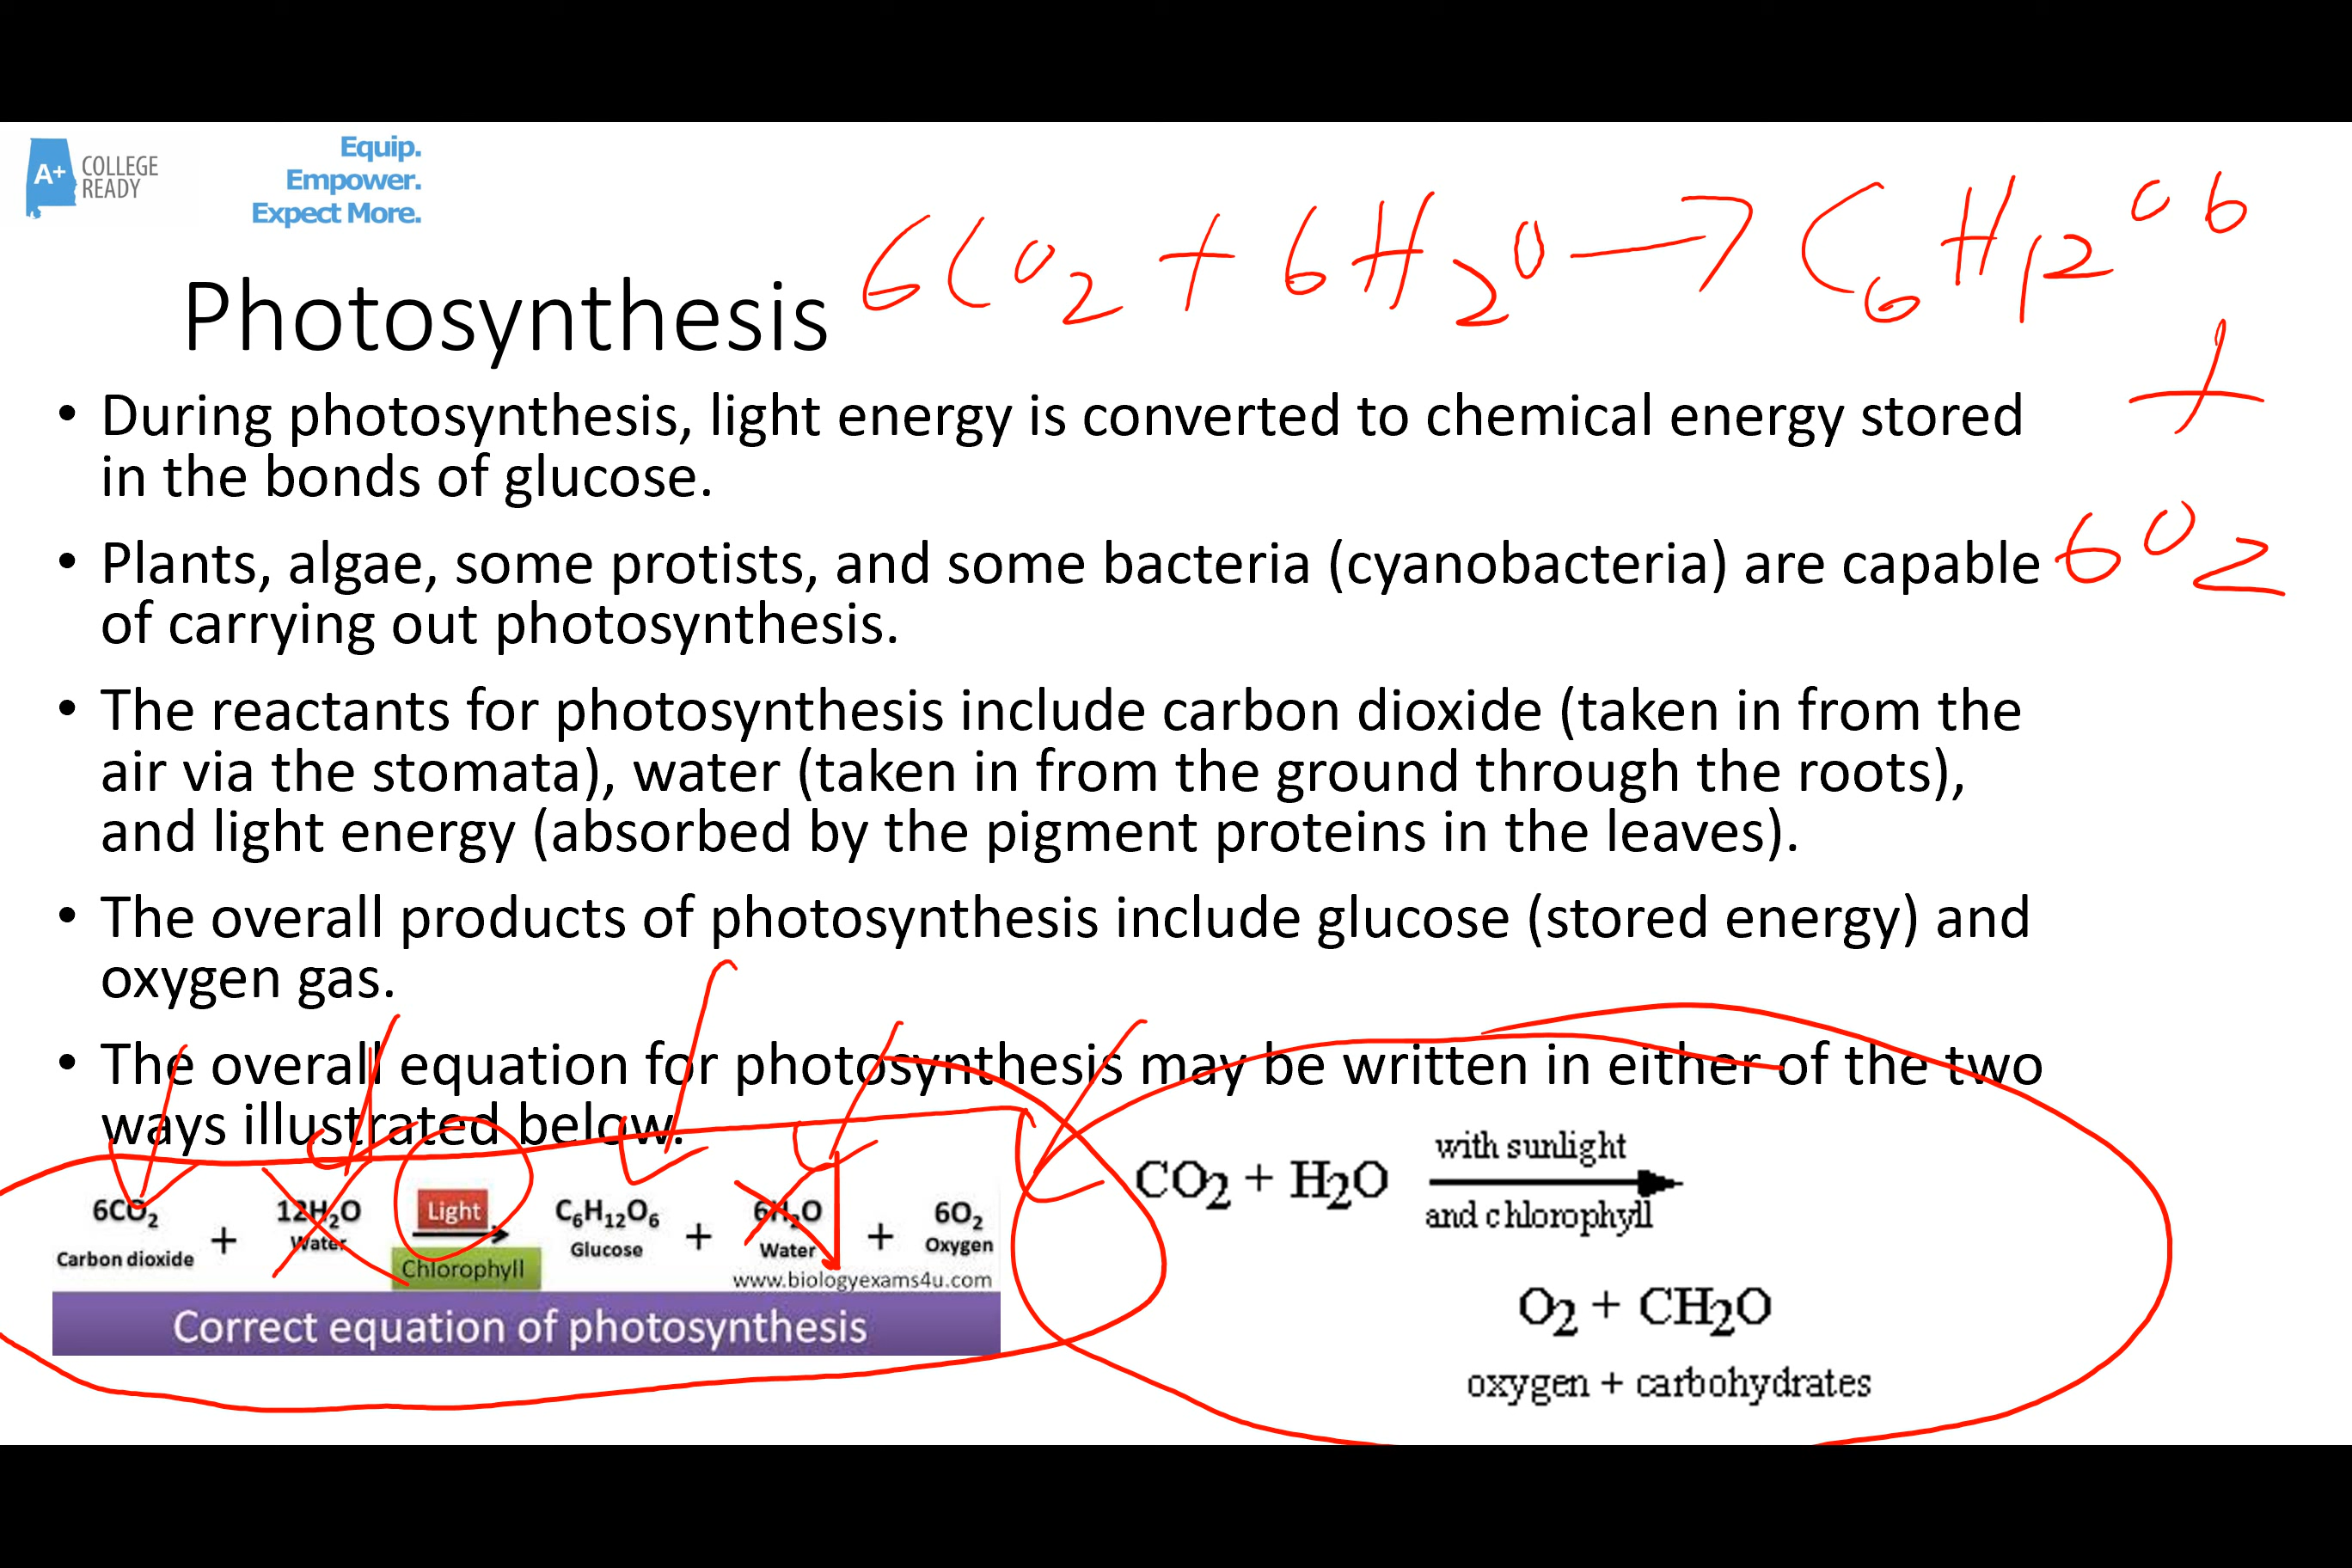 A+ COLLEGE
READY
Equip.
Empower.
Expect More.
6CO2 + 6H2O → C6H12O6
+
6O2
Photosynthesis
• During photosynthesis, light energy is converted to chemical energy stored
in the bonds of glucose.
• Plants, algae, some protists, and some bacteria (cyanobacteria) are capable
of carrying out photosynthesis.
• The reactants for photosynthesis include carbon dioxide (taken in from the
air via the stomata), water (taken in from the ground through the roots),
and light energy (absorbed by the pigment proteins in the leaves).
• The overall products of photosynthesis include glucose (stored energy) and
oxygen gas.
• The overall equation for photosynthesis may be written in either of the two
ways illustrated below.
6CO₂ + 12H₂O Light C₆H₁₂O₆ + 6H₂O + 6O₂
Carbon dioxide Water Chlorophyll Glucose Water Oxygen
www.biologyexams4u.com
Correct equation of photosynthesis
with sunlight
CO2 + H2O
and chlorophyll
O2 + CH2O
oxygen + carbohydrates